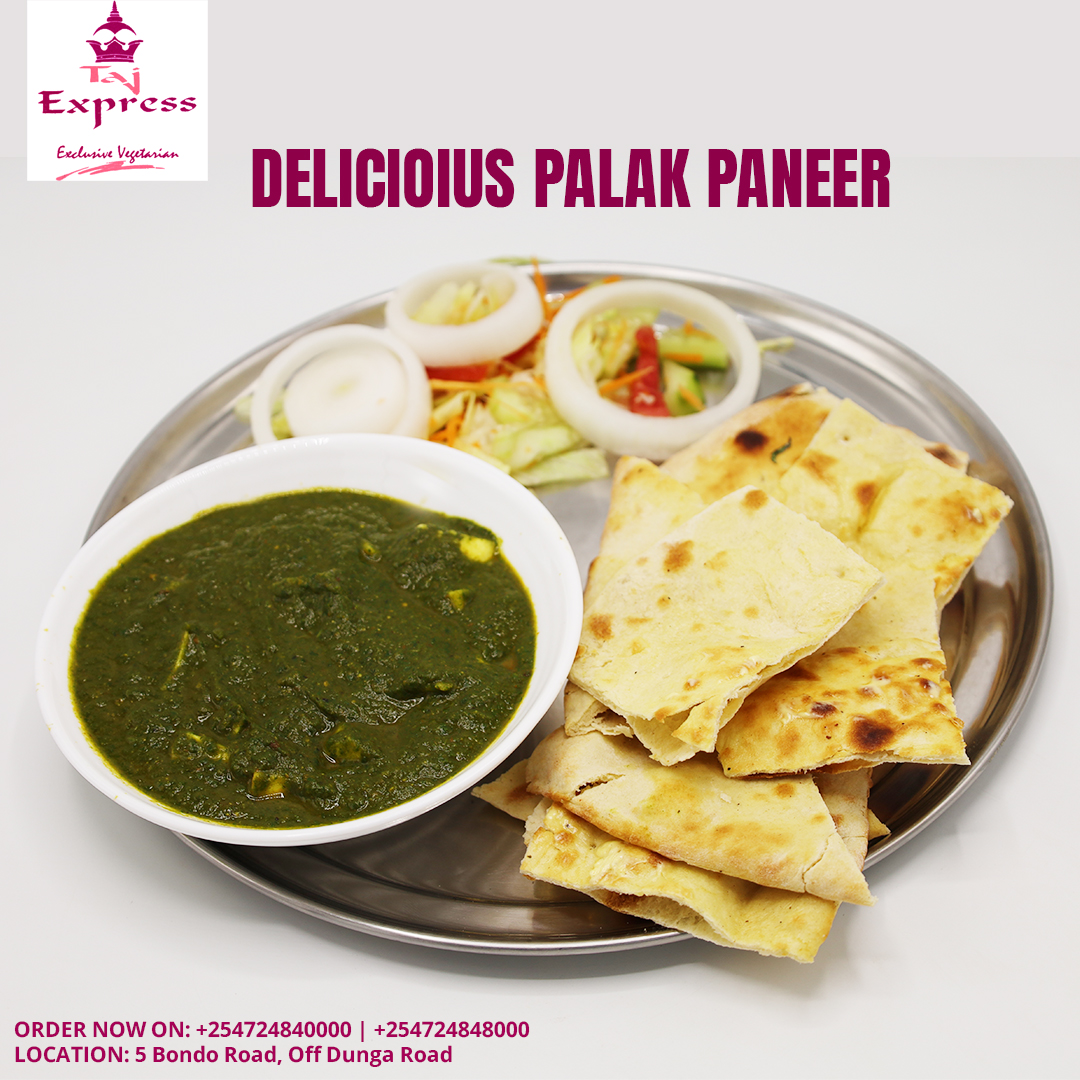 Taj
Express
Exclusive Vegetarian
DELICIOIUS PALAK PANEER
ORDER NOW ON: +254724840000 | +254724848000
LOCATION: 5 Bondo Road, Off Dunga Road